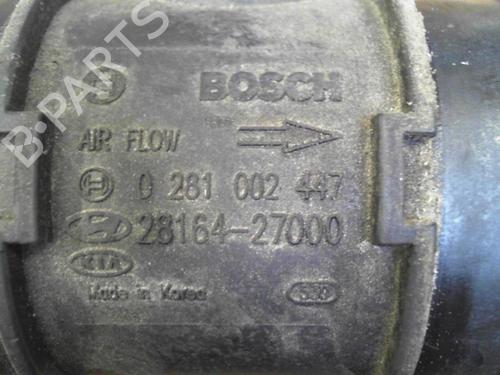 B-PARTS
BOSCH
AIR FLOW
0 281 002 447
28164-27000
KIA
Made in Korea